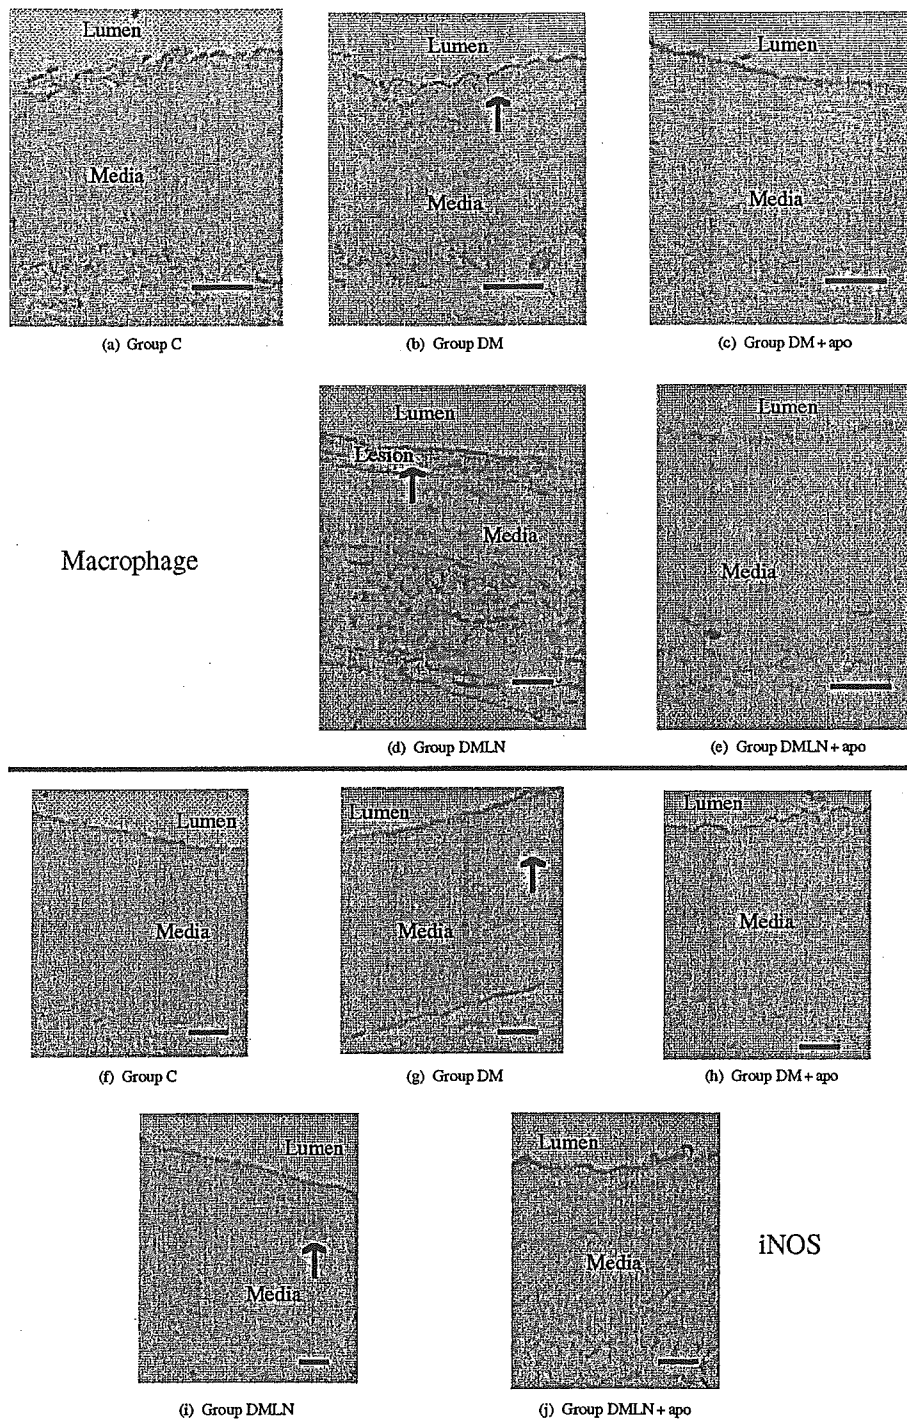 Lumen
Media
(a) Group C
Lumen
Media
(b) Group DM
Lumen
Media
(c) Group DM + apo
Macrophage
Lumen
Lesion
Media
(d) Group DMLN
Lumen
Media
(e) Group DMLN + apo
Lumen
Media
(f) Group C
Lumen
Media
(g) Group DM
Lumen
Media
(h) Group DM + apo
Lumen
Media
(i) Group DMLN
Lumen
Media
(j) Group DMLN + apo
iNOS